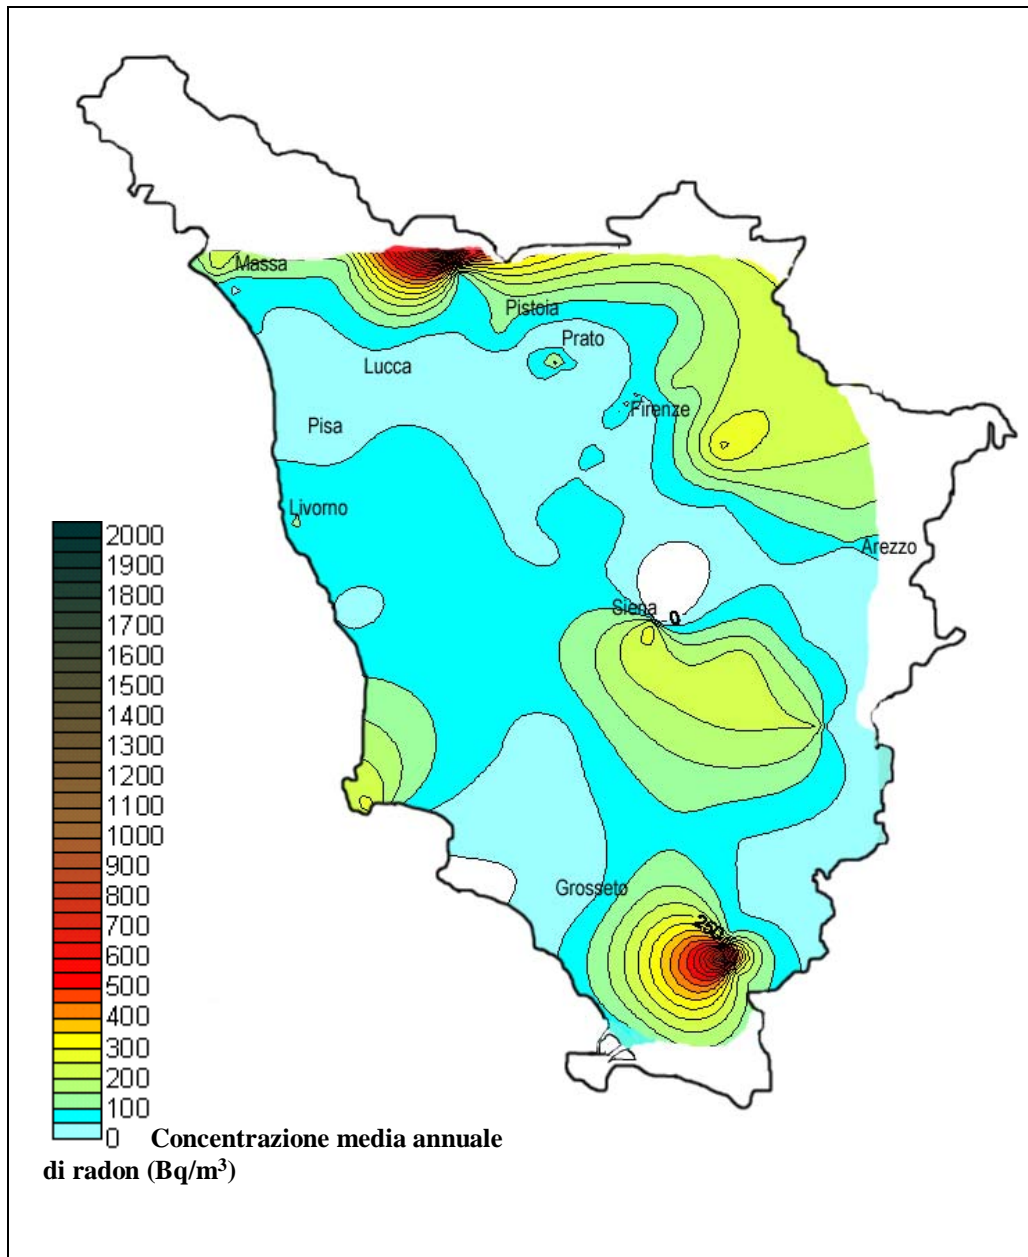 Massa
Pistoia
Prato
Lucca
Firenze
Pisa
Livorno
Arezzo
Siena
0
Grosseto
250
2000
1900
1800
1700
1600
1500
1400
1300
1200
1100
1000
900
800
700
600
500
400
300
200
100
0
Concentrazione media annuale
di radon (Bq/m³)